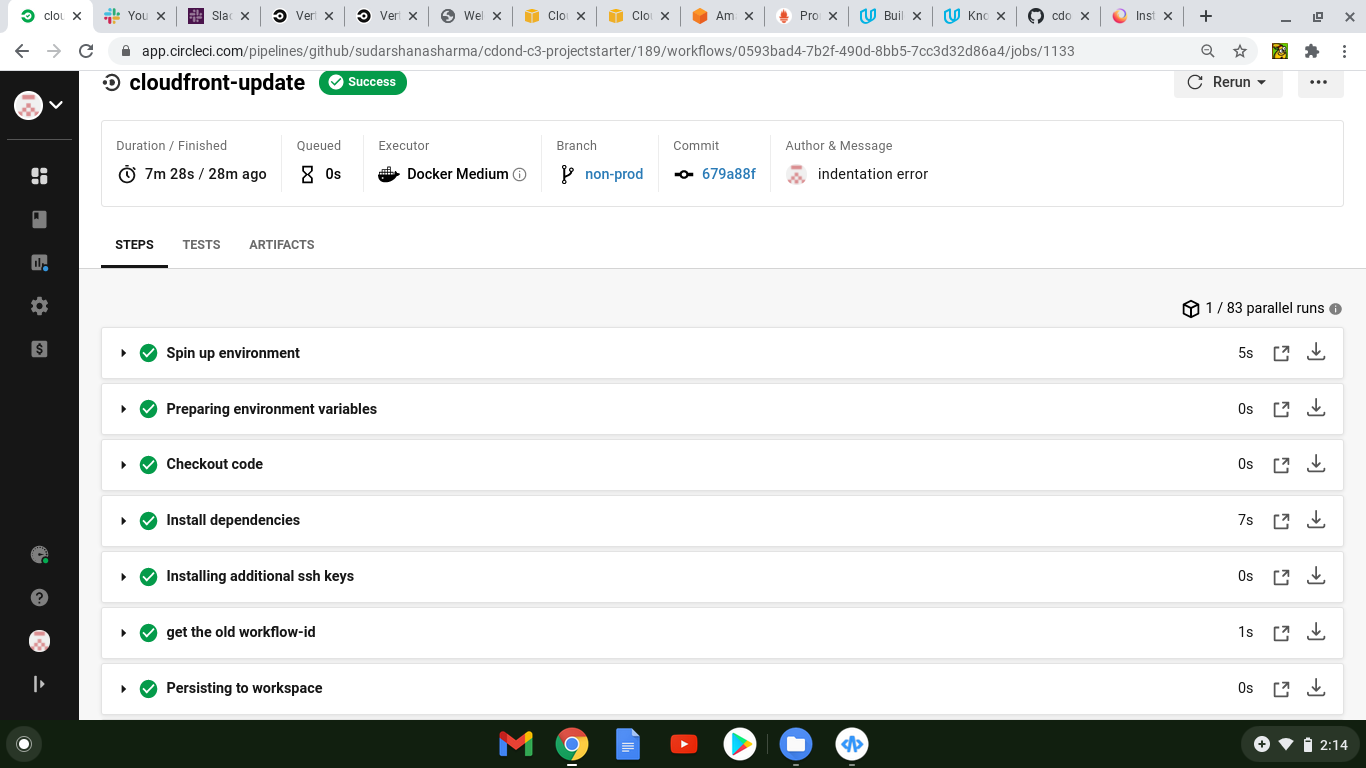 clou
You
Slac
Vert
Vert
Wel
Clou
Clou
Ama
Pror
Buil
Kno
cdo
Inst
app.circleci.com/pipelines/github/sudarshanasharma/cdond-c3-projectstarter/189/workflows/0593bad4-7b2f-490d-8bb5-7cc3d32d86a4/jobs/1133
cloudfront-update Success Rerun
Duration / Finished Queued Executor Branch Commit Author & Message
7m 28s / 28m ago 0s Docker Medium non-prod 679a88f indentation error
STEPS TESTS ARTIFACTS
1 / 83 parallel runs
Spin up environment 5s
Preparing environment variables 0s
Checkout code 0s
Install dependencies 7s
Installing additional ssh keys 0s
get the old workflow-id 1s
Persisting to workspace 0s
2:14